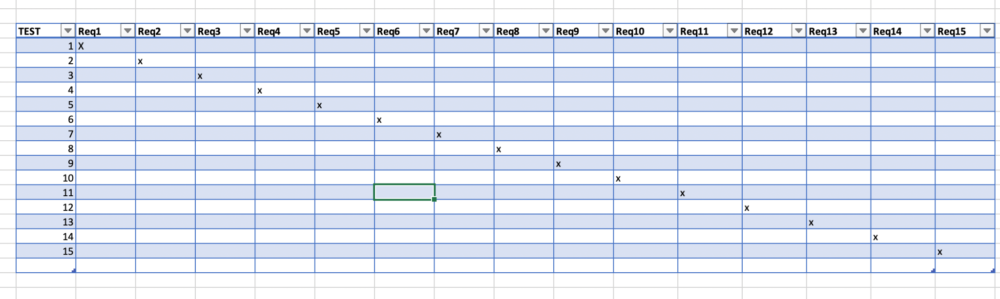 TEST Req1 Req2 Req3 Req4 Req5 Req6 Req7 Req8 Req9 Req10 Req11 Req12 Req13 Req14 Req15
1 X
2 x
3 x
4 x
5 x
6 x
7 x
8 x
9 x
10 x
11 x
12 x
13 x
14 x
15 x